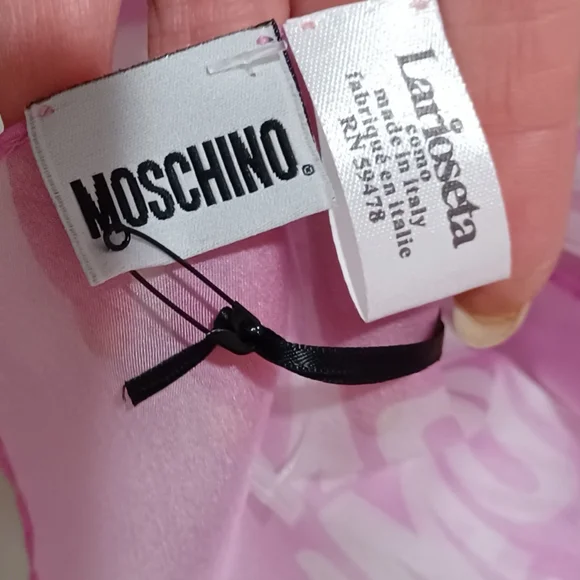 MOSCHINO®
Larioseta
como
made in italy
fabriqué en italie
RN 59478